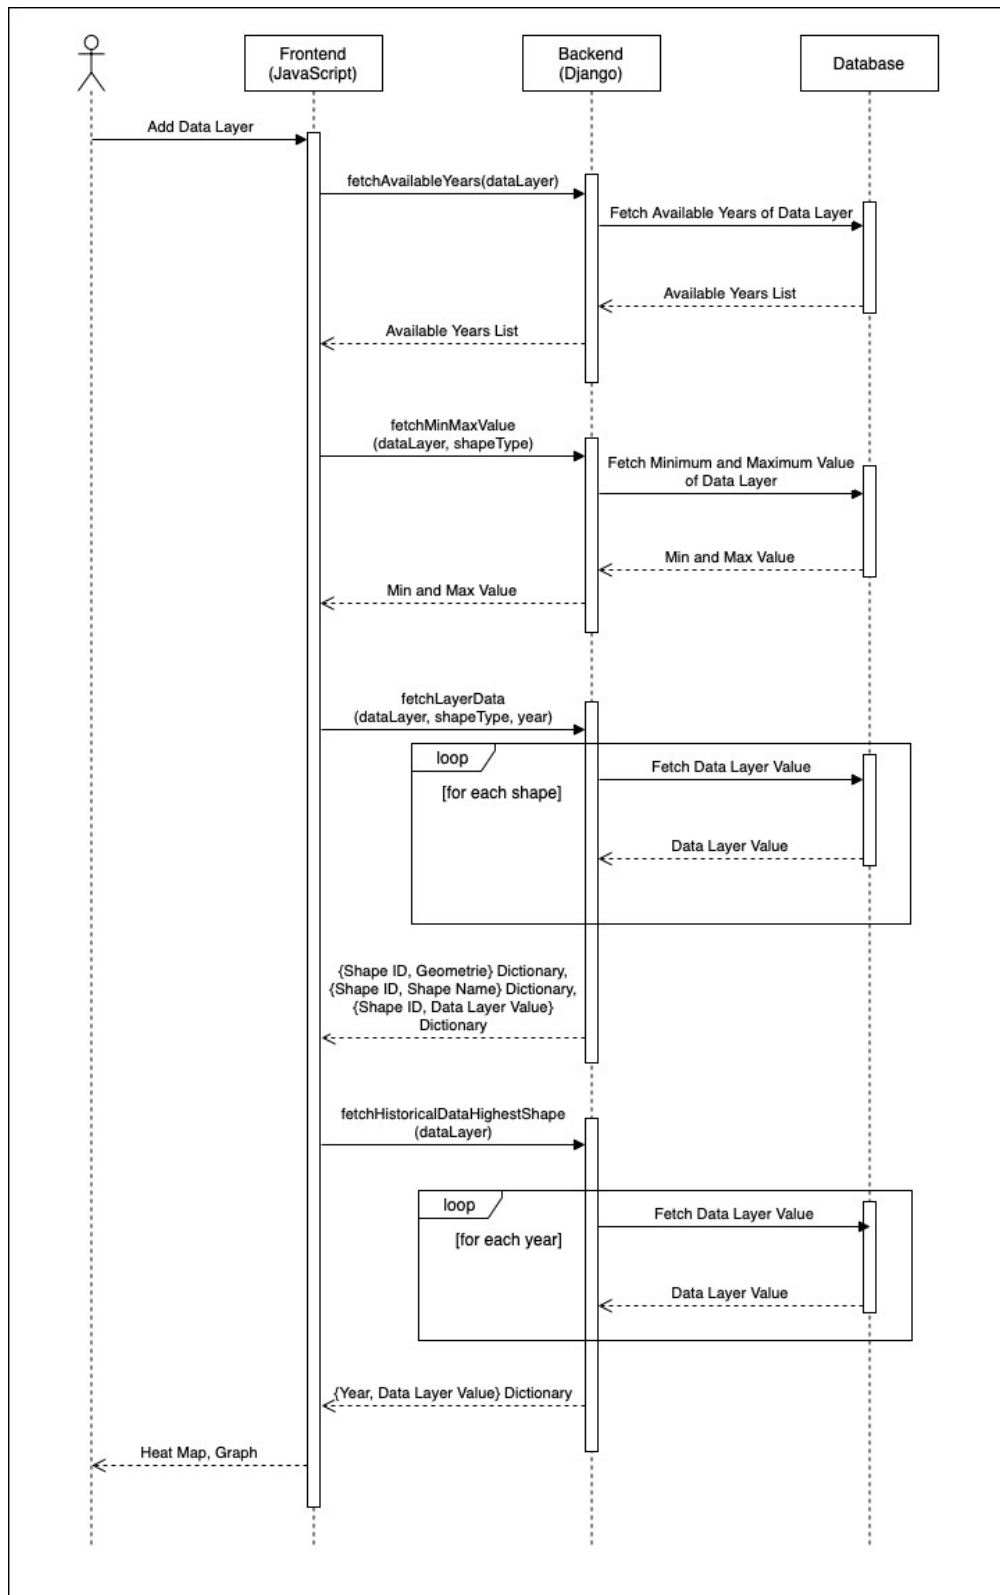 Frontend
(JavaScript)
Backend
(Django)
Database
Add Data Layer
fetchAvailableYears(dataLayer)
Fetch Available Years of Data Layer
Available Years List
Available Years List
fetchMinMaxValue
(dataLayer, shapeType)
Fetch Minimum and Maximum Value
of Data Layer
Min and Max Value
Min and Max Value
fetchLayerData
(dataLayer, shapeType, year)
loop
[for each shape]
Fetch Data Layer Value
Data Layer Value
{Shape ID, Geometrie} Dictionary,
{Shape ID, Shape Name} Dictionary,
{Shape ID, Data Layer Value}
Dictionary
fetchHistoricalDataHighestShape
(dataLayer)
loop
[for each year]
Fetch Data Layer Value
Data Layer Value
{Year, Data Layer Value} Dictionary
Heat Map, Graph